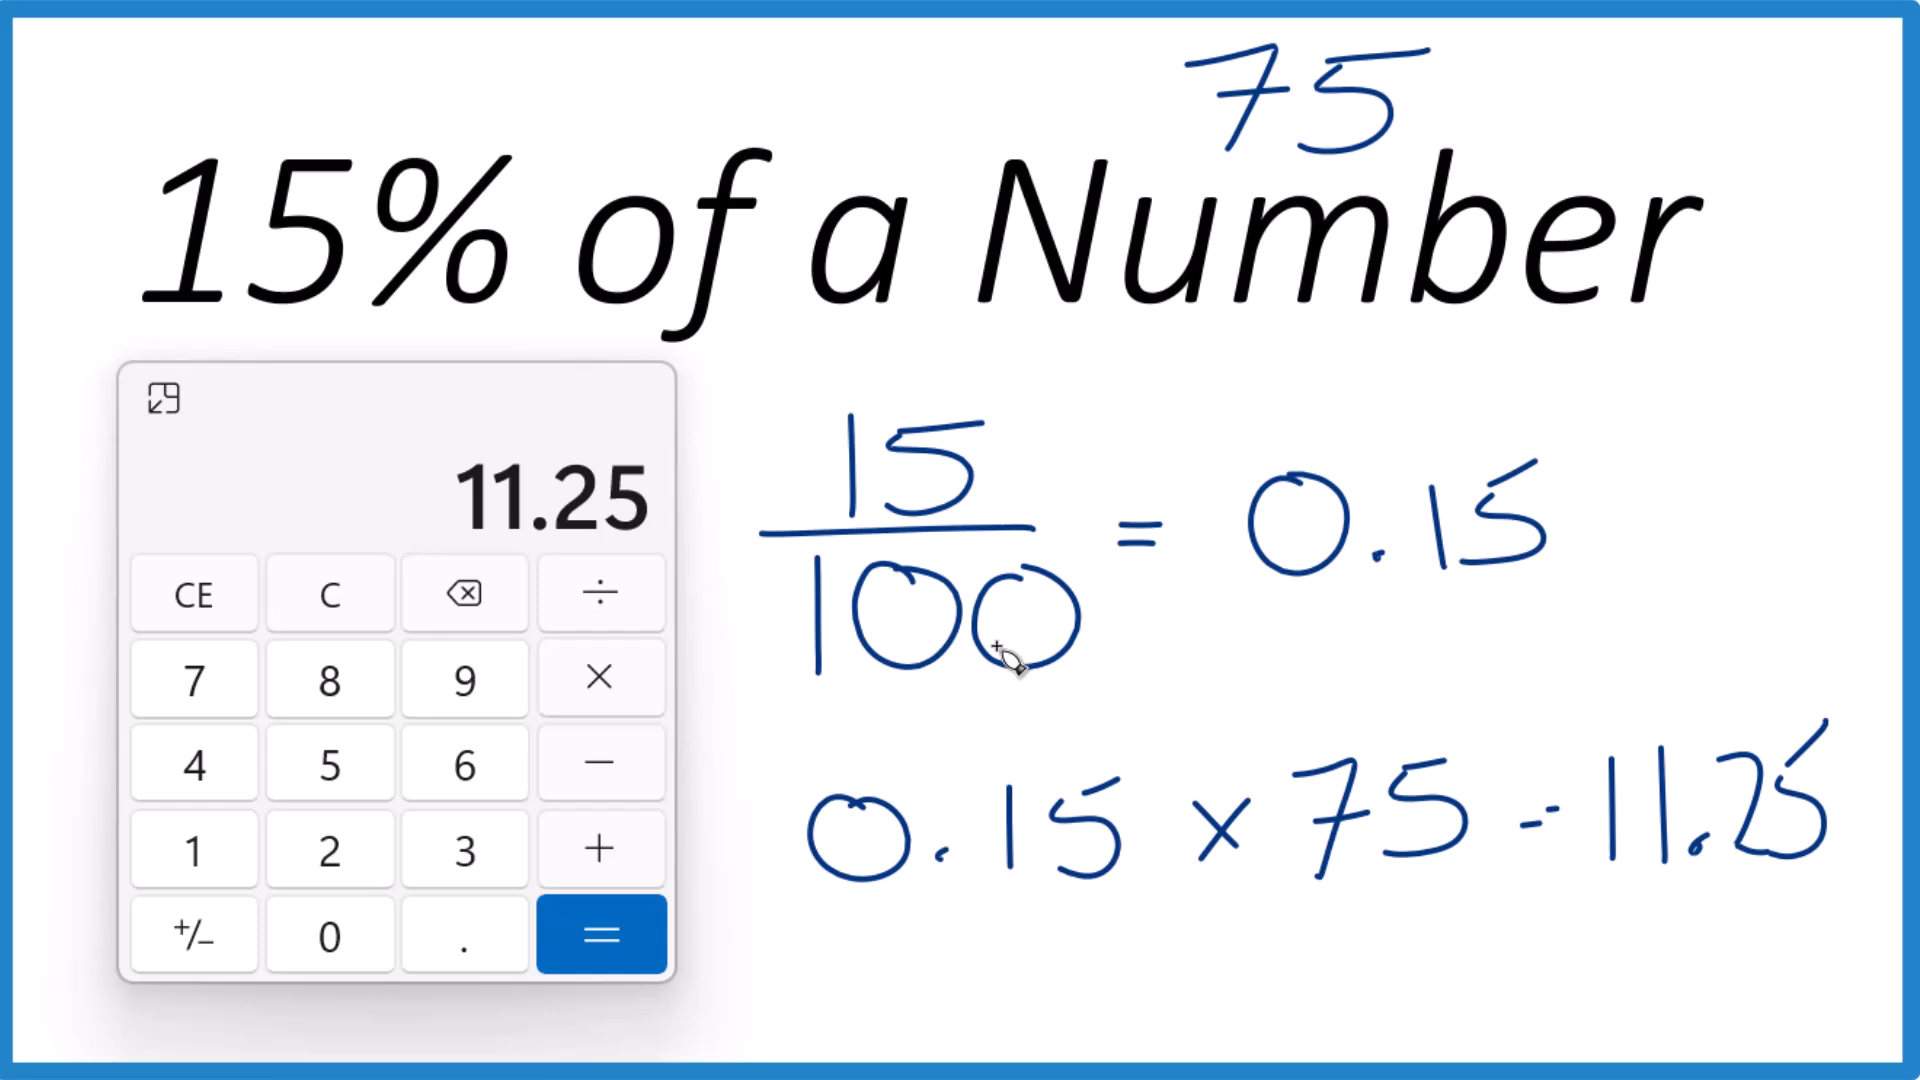 75
15% of a Number
11.25
CE C ÷
7 8 9 ×
4 5 6 −
1 2 3 +
+/− 0 . =
15
100 = 0.15
0.15 × 75 = 11.25